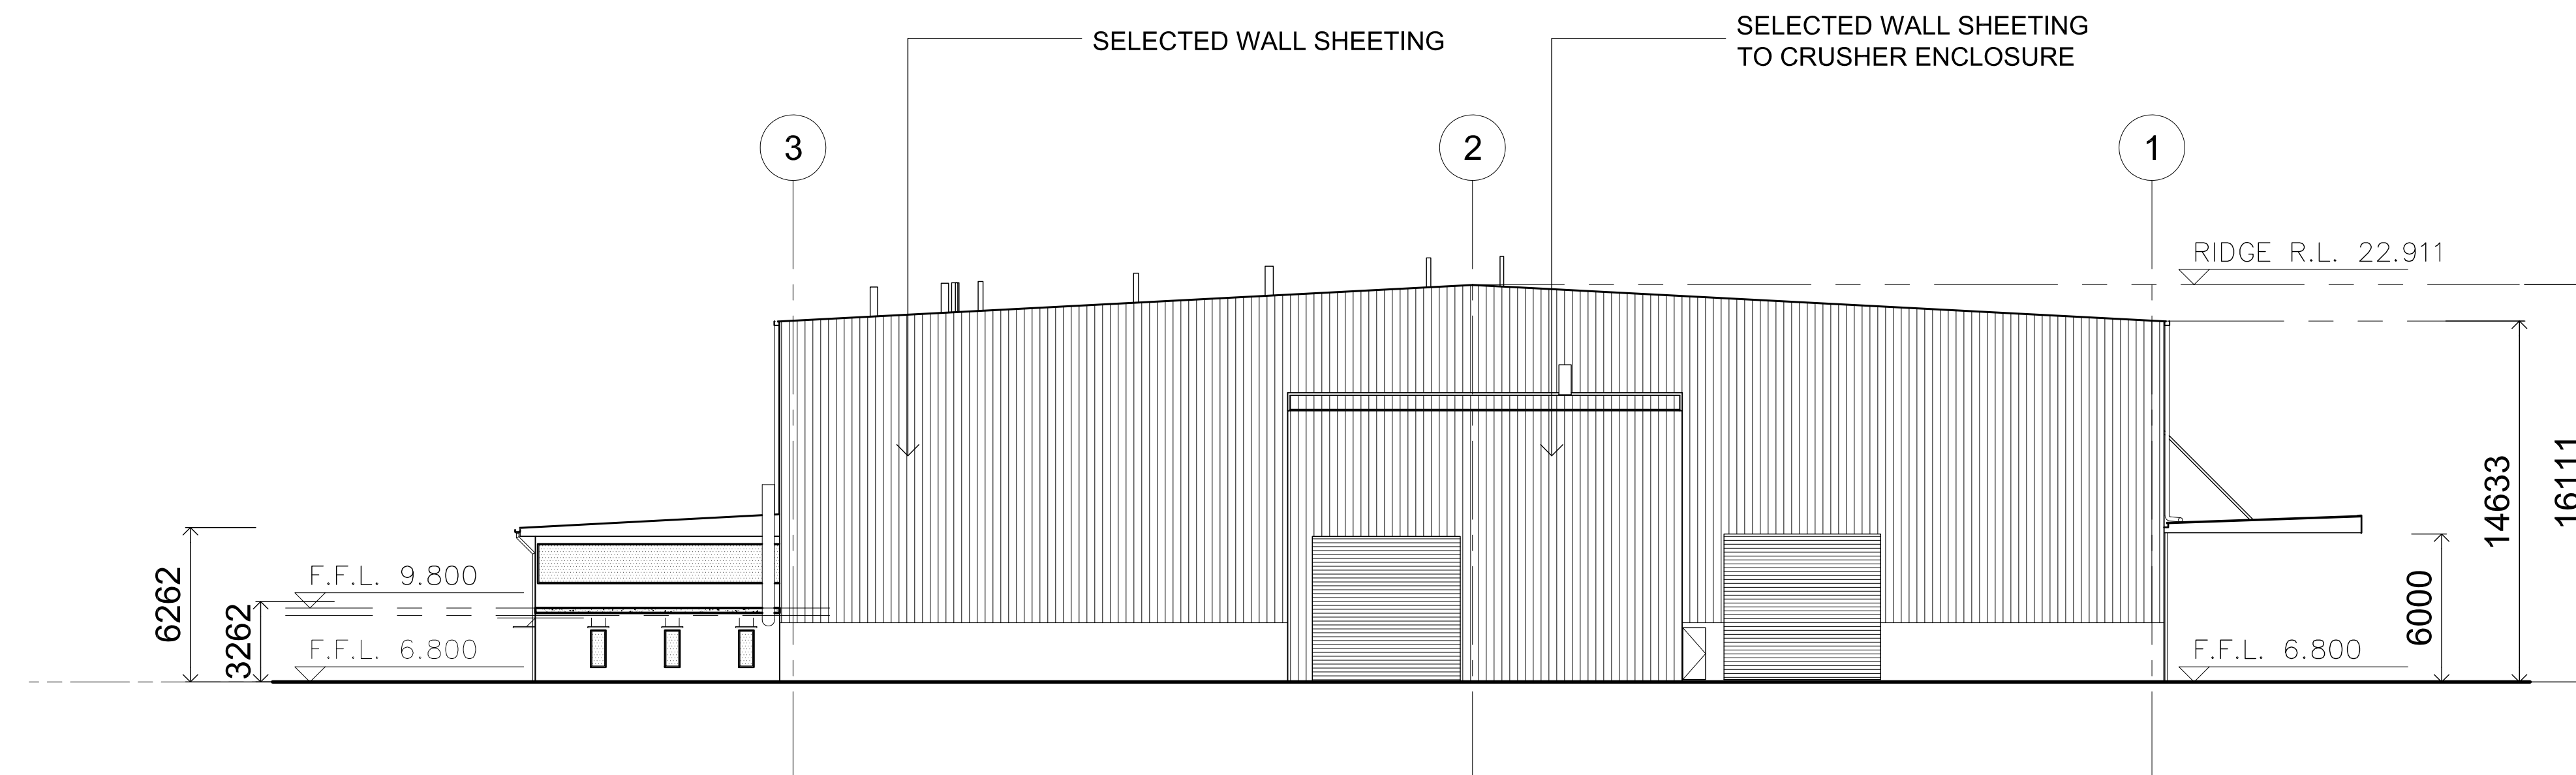 SELECTED WALL SHEETING
SELECTED WALL SHEETING
TO CRUSHER ENCLOSURE
3
2
1
RIDGE R.L. 22.911
F.F.L. 9.800
F.F.L. 6.800
6262
3262
F.F.L. 6.800
6000
14633
16111